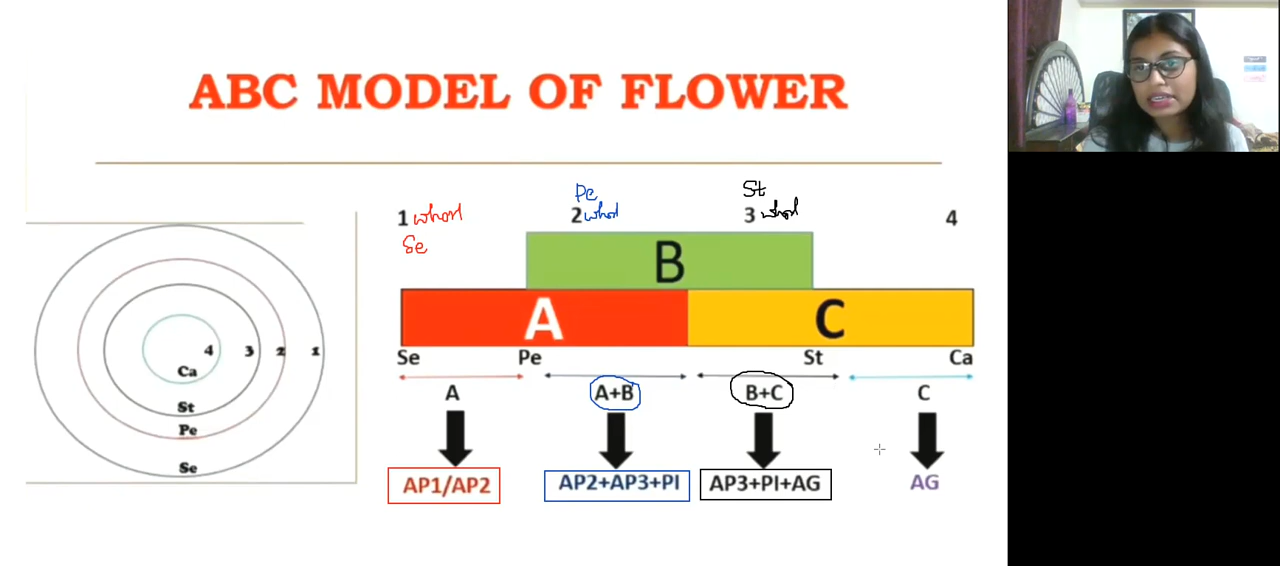 ABC MODEL OF FLOWER
Pe St
1 whorl 2 whorl 3 whorl 4
Se
B
A C
Se Pe St Ca
A A+B B+C C
AP1/AP2 AP2+AP3+PI AP3+PI+AG AG
4 3 2 1
Ca
St
Pe
Se